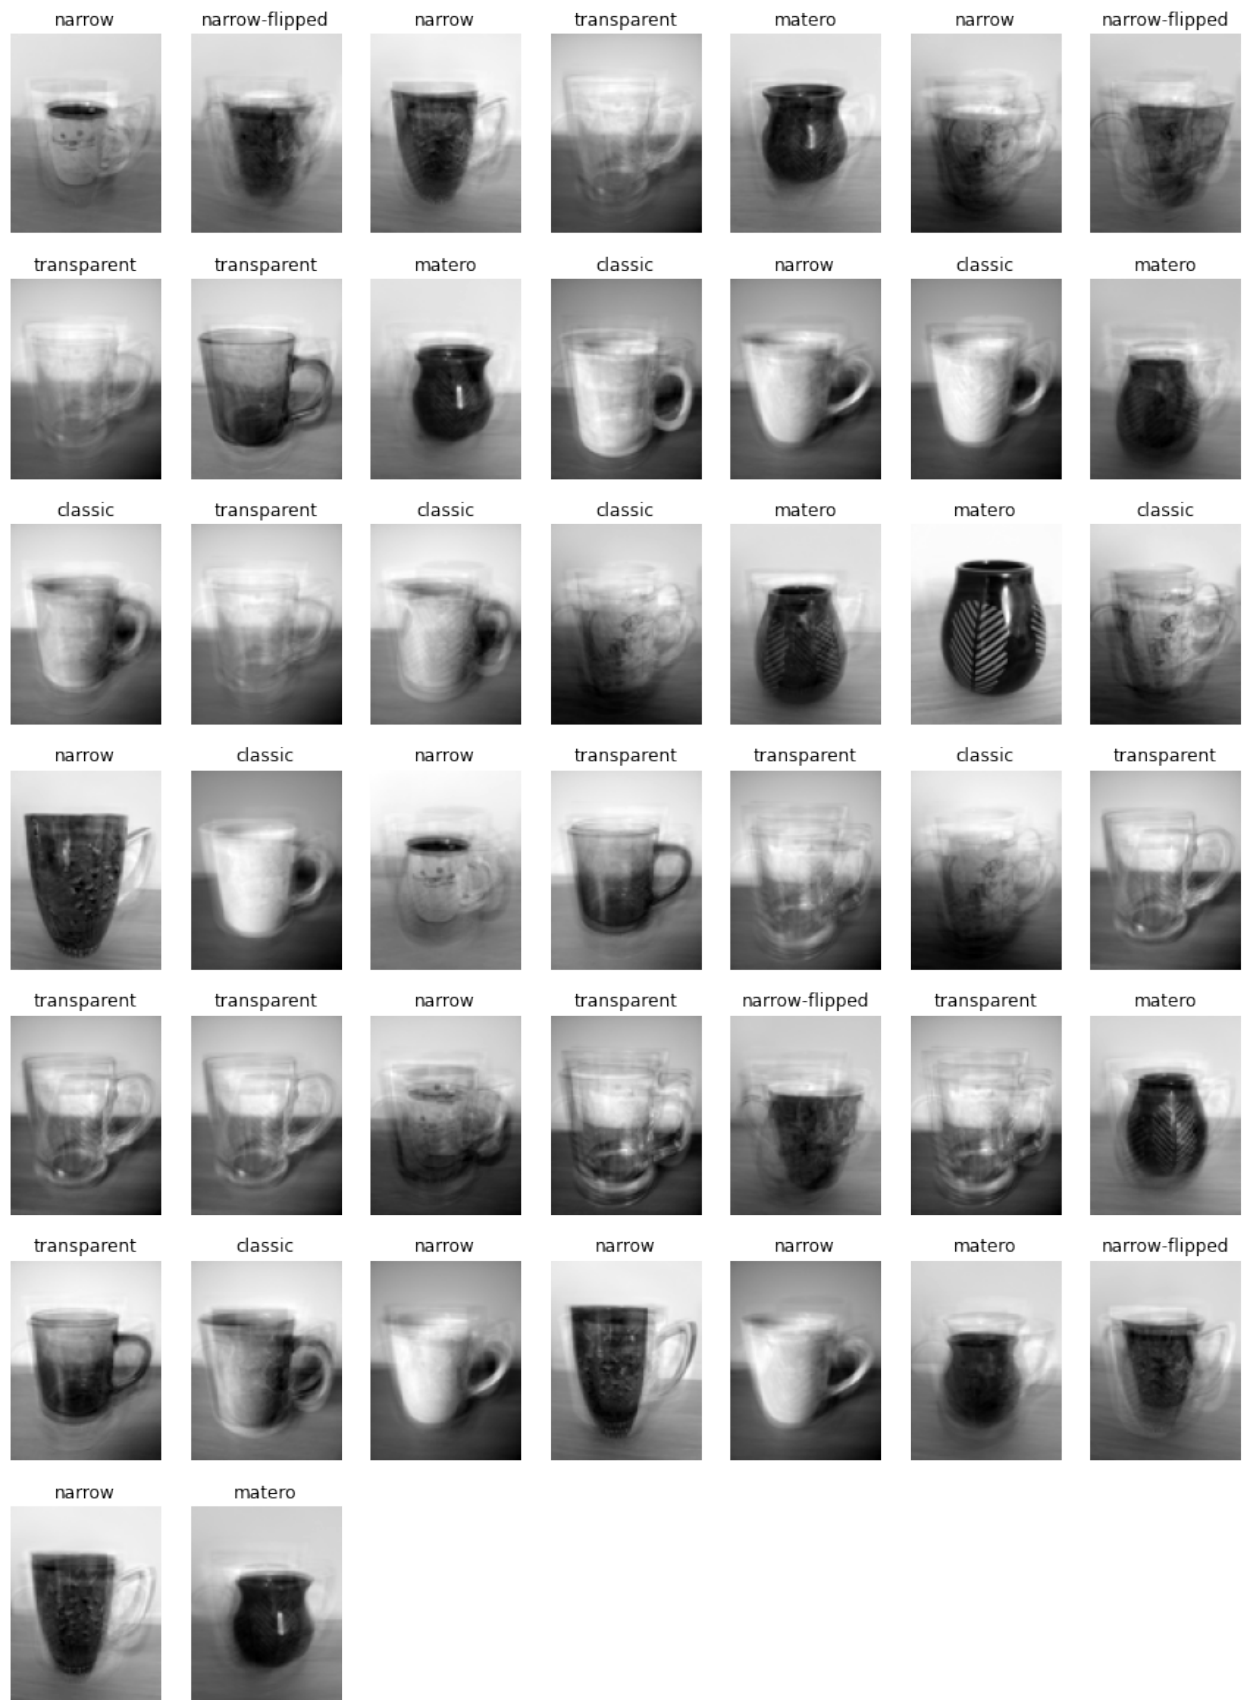 narrow narrow-flipped narrow transparent matero narrow narrow-flipped
transparent transparent matero classic narrow classic matero
classic transparent classic classic matero matero classic
narrow classic narrow transparent transparent classic transparent
transparent transparent narrow transparent narrow-flipped transparent matero
transparent classic narrow narrow narrow matero narrow-flipped
narrow matero